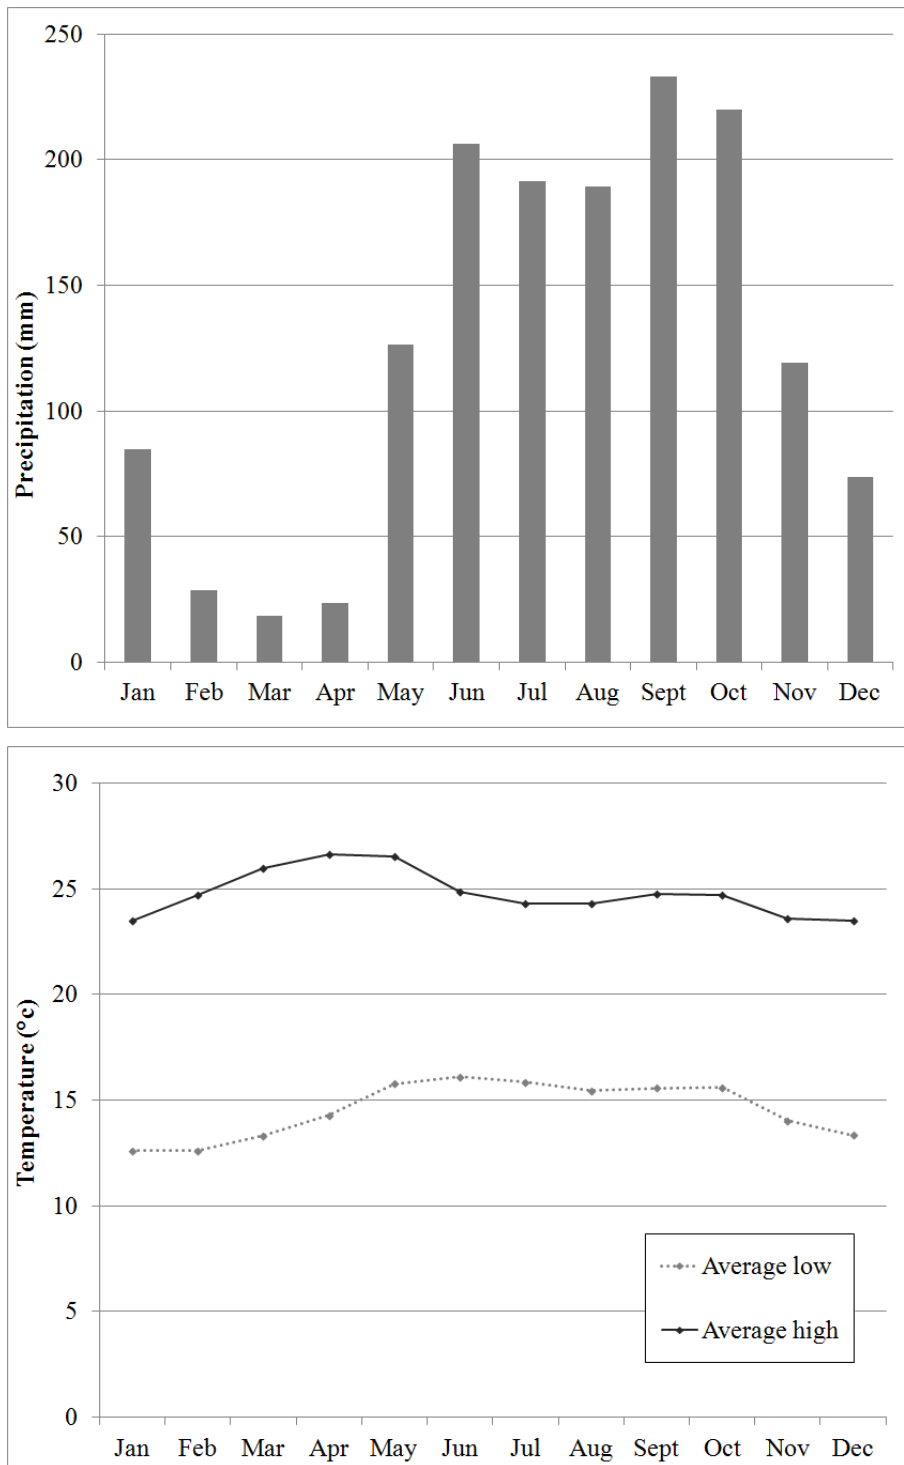 250
200
150
100
50
0
Precipitation (mm)
Jan Feb Mar Apr May Jun Jul Aug Sept Oct Nov Dec
30
25
20
15
10
5
0
Temperature (°c)
Average low
Average high
Jan Feb Mar Apr May Jun Jul Aug Sept Oct Nov Dec